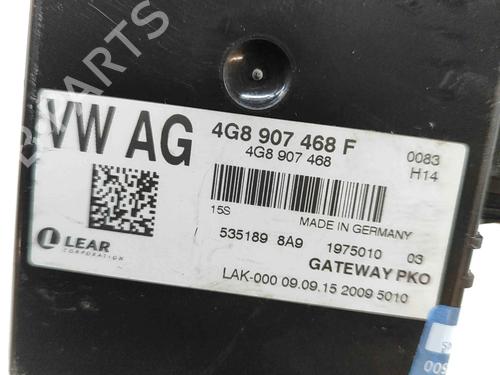 VW AG
4G8 907 468 F
4G8 907 468
0083
H14
15S
MADE IN GERMANY
535189 8A9 1975010 03
LEAR
CORPORATION
GATEWAY PKO
LAK-000 09.09.15 2009 5010